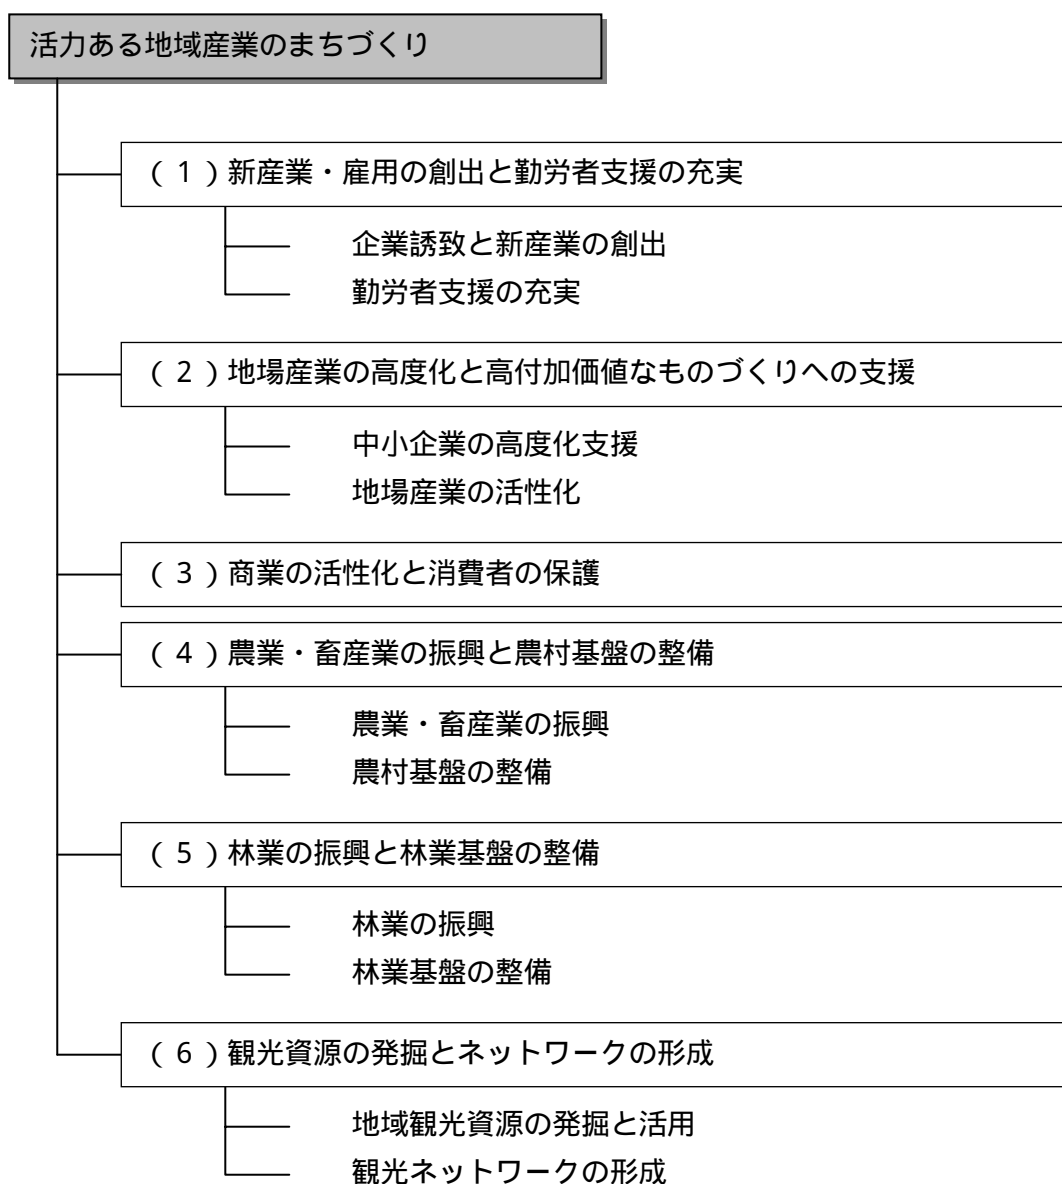 活力ある地域産業のまちづくり
（１）新産業・雇用の創出と勤労者支援の充実
企業誘致と新産業の創出
勤労者支援の充実
（２）地場産業の高度化と高付加価値なものづくりへの支援
中小企業の高度化支援
地場産業の活性化
（３）商業の活性化と消費者の保護
（４）農業・畜産業の振興と農村基盤の整備
農業・畜産業の振興
農村基盤の整備
（５）林業の振興と林業基盤の整備
林業の振興
林業基盤の整備
（６）観光資源の発掘とネットワークの形成
地域観光資源の発掘と活用
観光ネットワークの形成